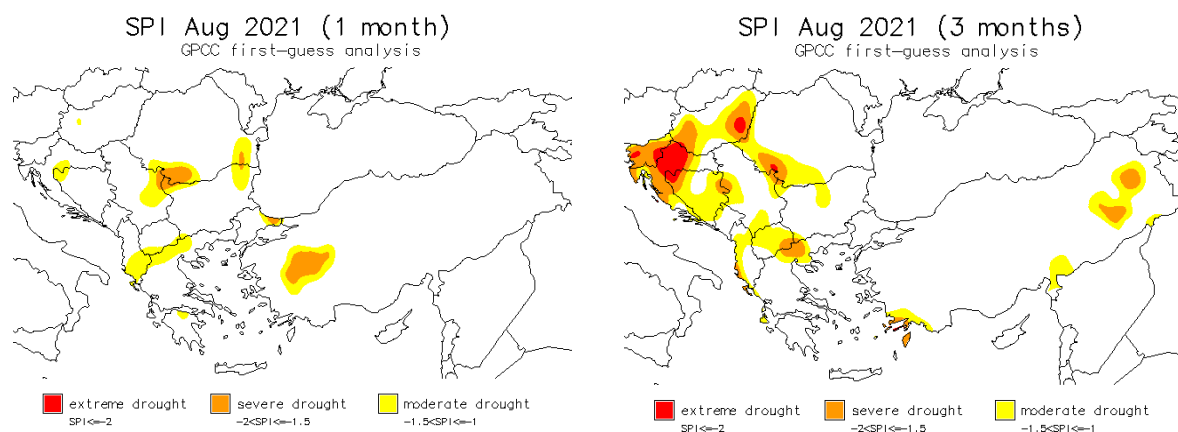 SPI Aug 2021 (1 month)
GPCC first-guess analysis
extreme drought
SPI<=-2
severe drought
-2<SPI<=-1.5
moderate drought
-1.5<SPI<=-1
SPI Aug 2021 (3 months)
GPCC first-guess analysis
extreme drought
SPI<=-2
severe drought
-2<SPI<=-1.5
moderate drought
-1.5<SPI<=-1